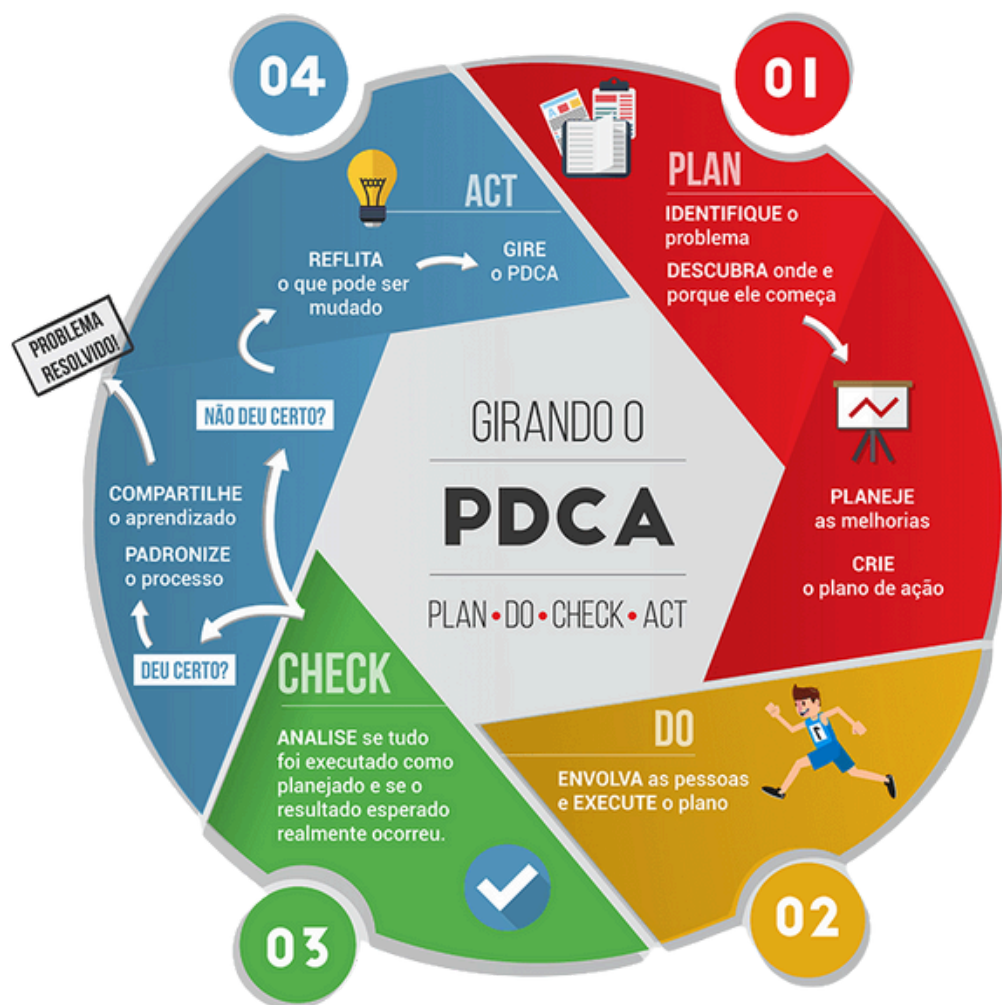 GIRANDO O
PDCA
PLAN • DO • CHECK • ACT
01
PLAN
IDENTIFIQUE o
problema
DESCUBRA onde e
porque ele começa
PLANEJE
as melhorias
CRIE
o plano de ação
02
DO
ENVOLVA as pessoas
e EXECUTE o plano
03
CHECK
ANALISE se tudo
foi executado como
planejado e se o
resultado esperado
realmente ocorreu.
04
ACT
DEU CERTO?
PADRONIZE
o processo
COMPARTILHE
o aprendizado
PROBLEMA
RESOLVIDO!
NÃO DEU CERTO?
REFLITA
o que pode ser
mudado
GIRE
o PDCA